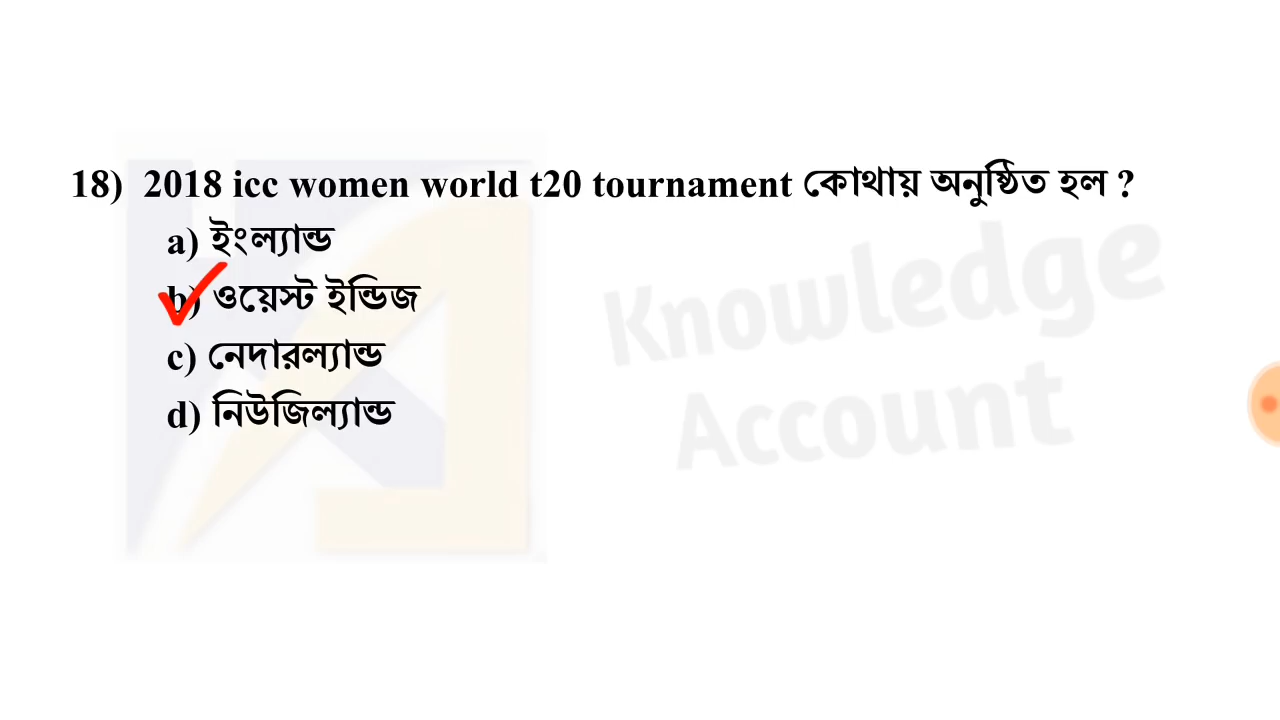 18) 2018 icc women world t20 tournament কোথায় অনুষ্ঠিত হল ?
a) ইংল্যান্ড
b) ওয়েস্ট ইন্ডিজ
c) নেদারল্যান্ড
d) নিউজিল্যান্ড
Knowledge
Account